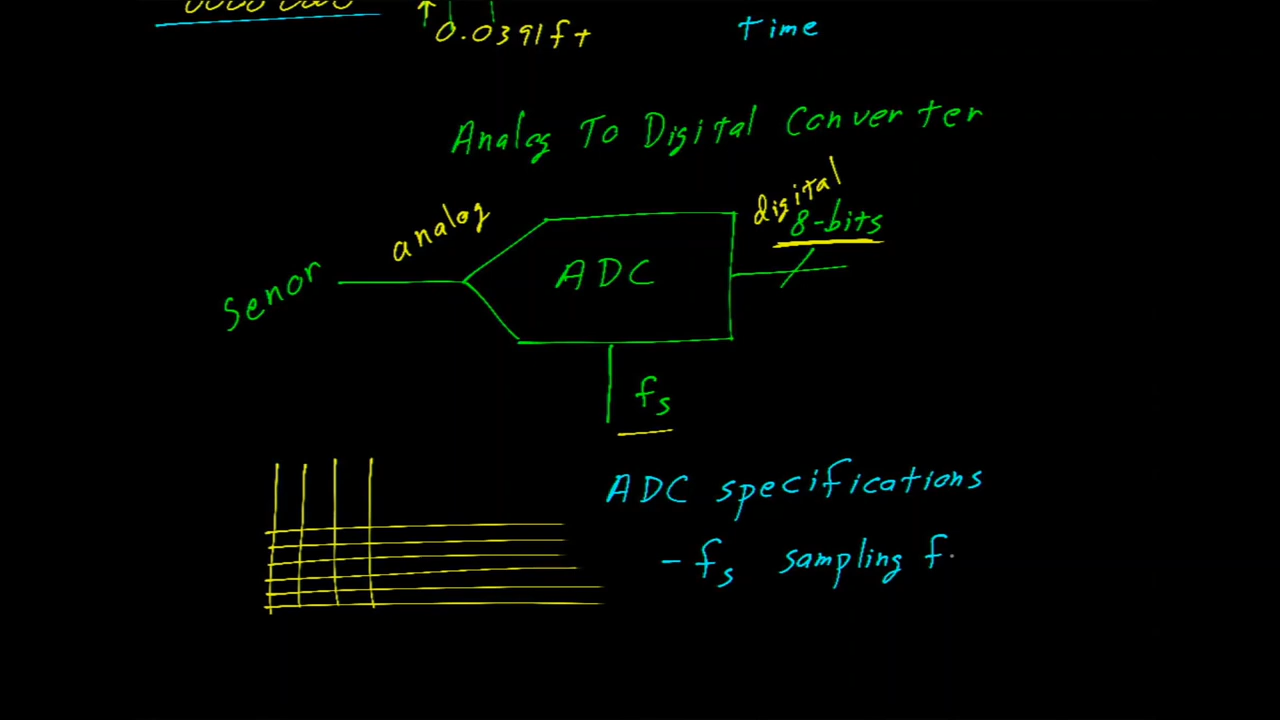 0.0391ft
time
Analog To Digital Converter
analog
digital
8-bits
Senor
ADC
fs
ADC specifications
- fs sampling f.